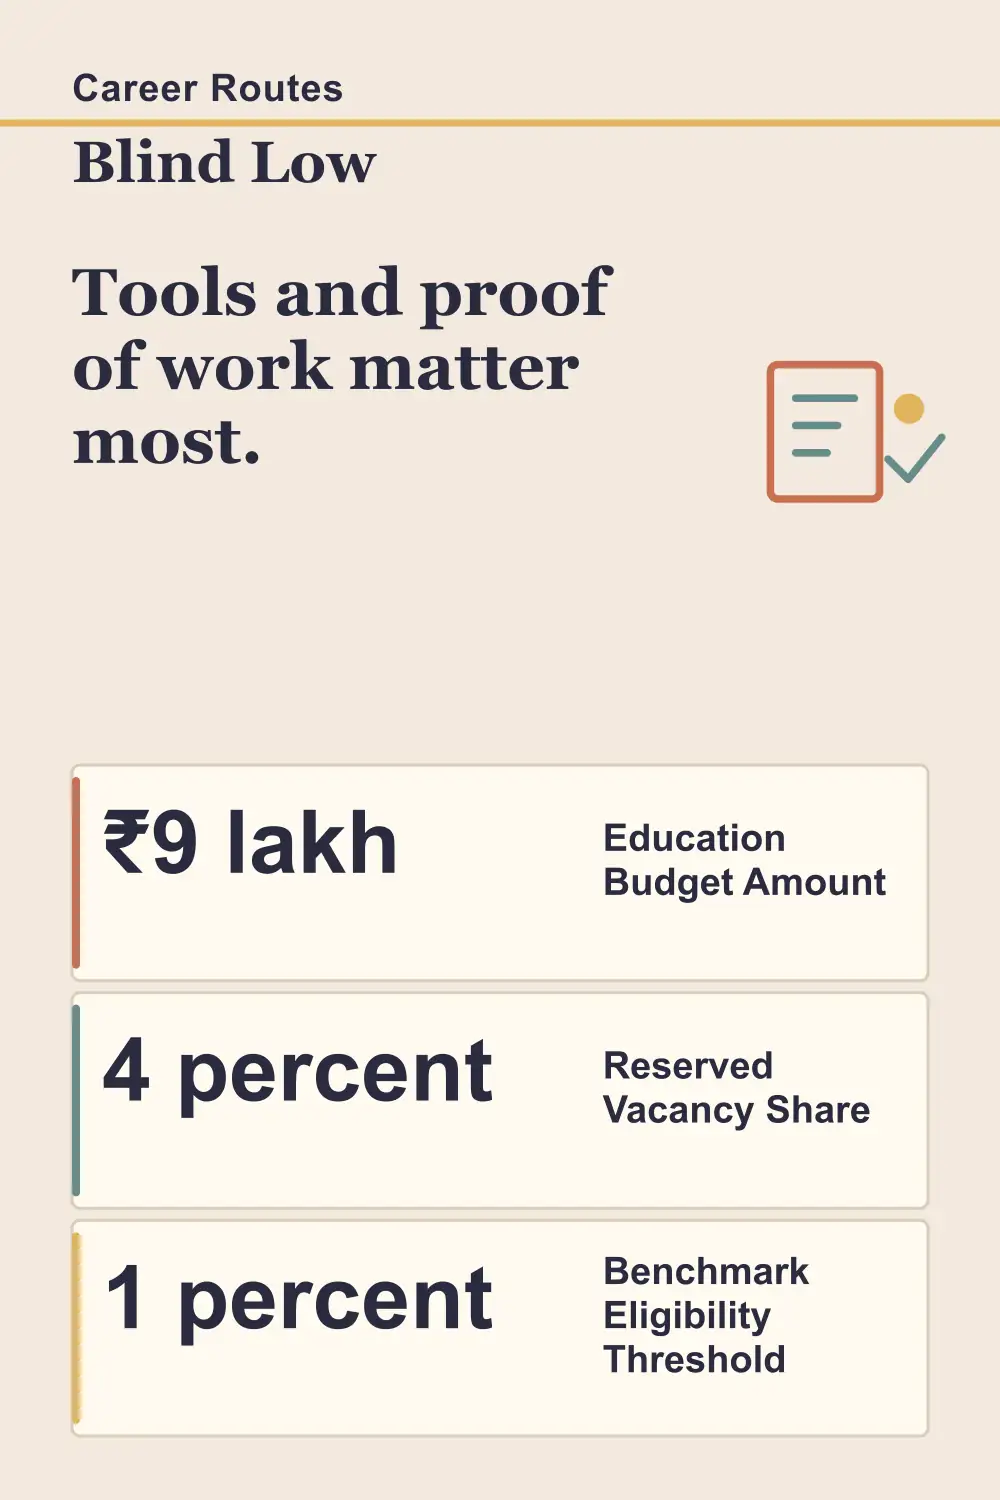 Career Routes
Blind Low
Tools and proof
of work matter
most.
₹9 lakh
Education
Budget Amount
4 percent
Reserved
Vacancy Share
1 percent
Benchmark
Eligibility
Threshold